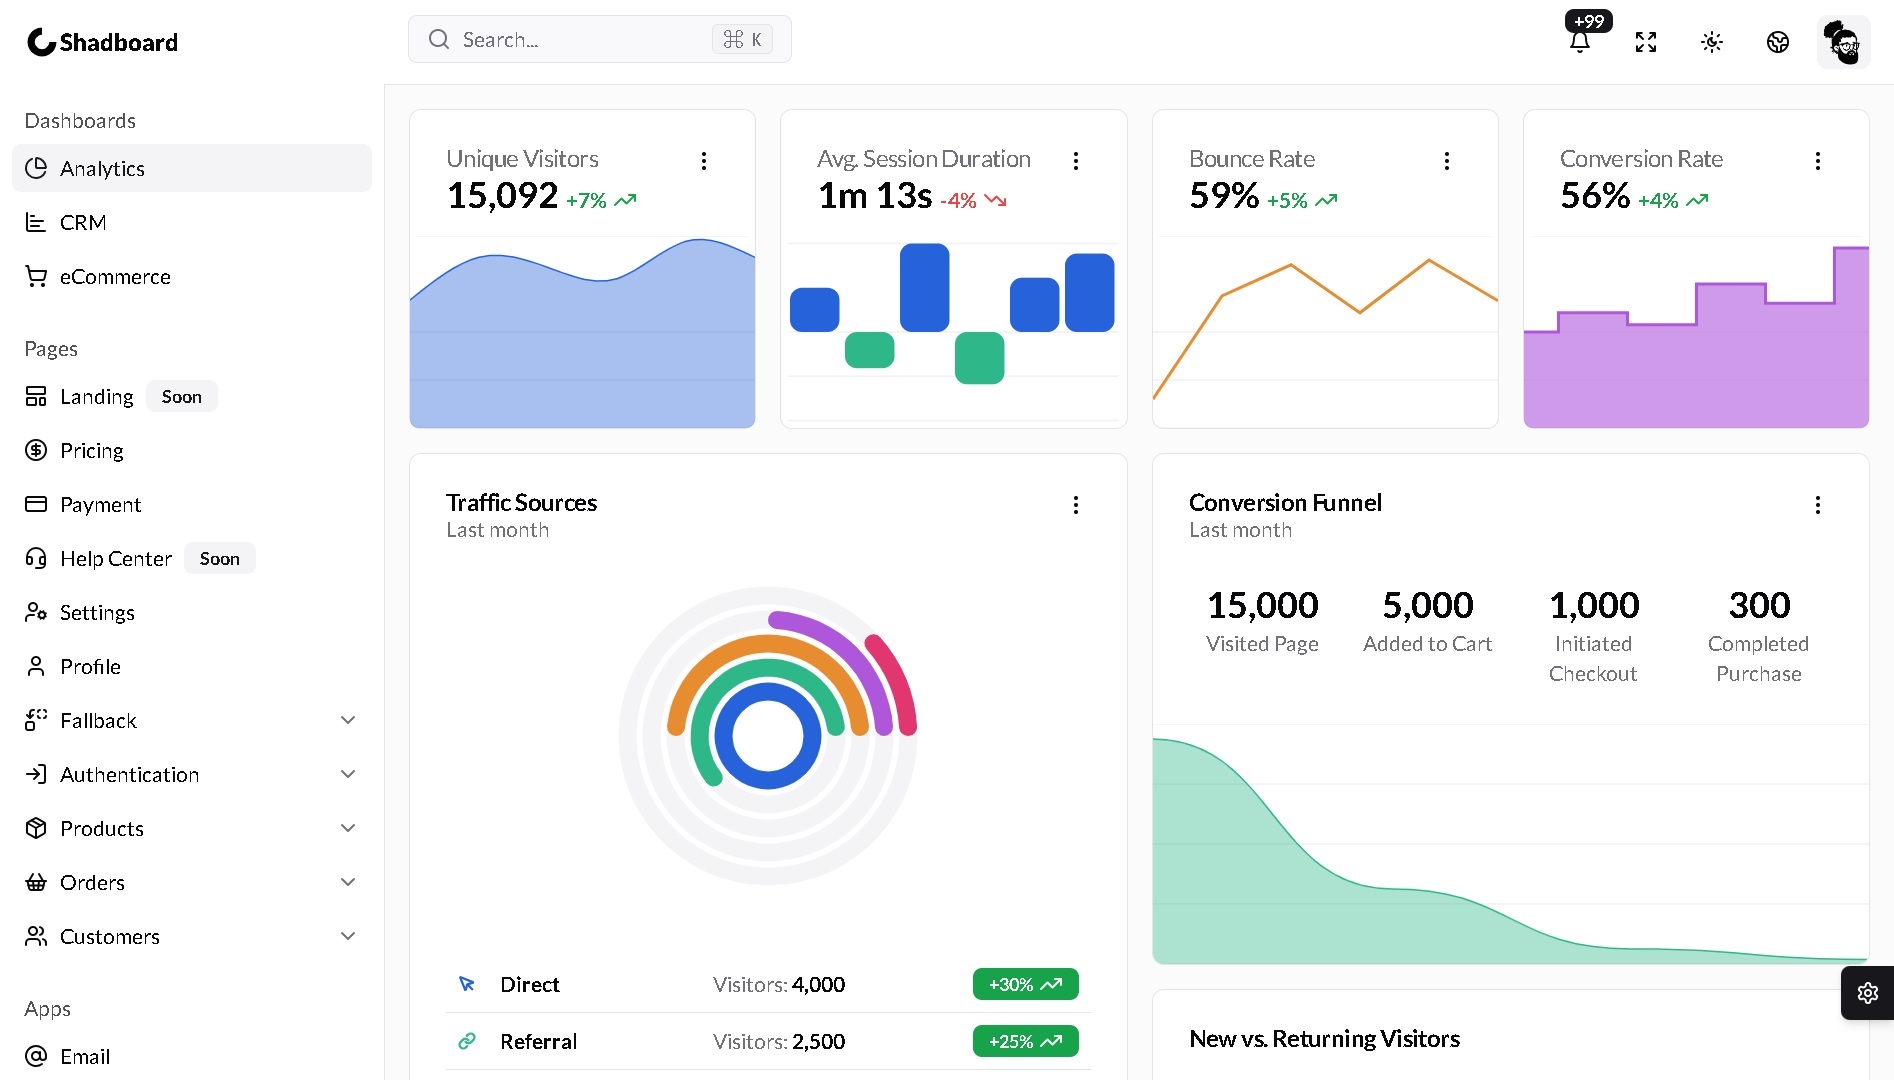 Shadboard
Search...
⌘ K
+99
Dashboards
Analytics
CRM
eCommerce
Pages
Landing Soon
Pricing
Payment
Help Center Soon
Settings
Profile
Fallback
Authentication
Products
Orders
Customers
Apps
Email
Unique Visitors
15,092 +7%
Avg. Session Duration
1m 13s -4%
Bounce Rate
59% +5%
Conversion Rate
56% +4%
Traffic Sources
Last month
Direct Visitors: 4,000 +30%
Referral Visitors: 2,500 +25%
Conversion Funnel
Last month
15,000
Visited Page
5,000
Added to Cart
1,000
Initiated
Checkout
300
Completed
Purchase
New vs. Returning Visitors